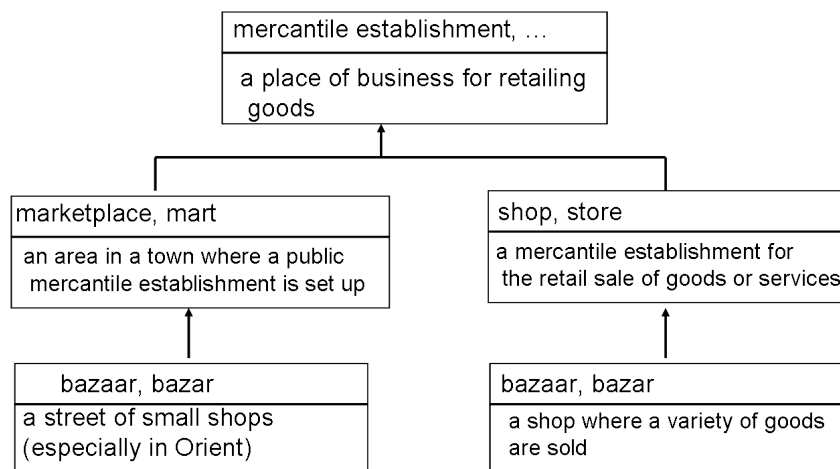 mercantile establishment, …
a place of business for retailing
goods
marketplace, mart
an area in a town where a public
mercantile establishment is set up
shop, store
a mercantile establishment for
the retail sale of goods or services
bazaar, bazar
a street of small shops
(especially in Orient)
bazaar, bazar
a shop where a variety of goods
are sold